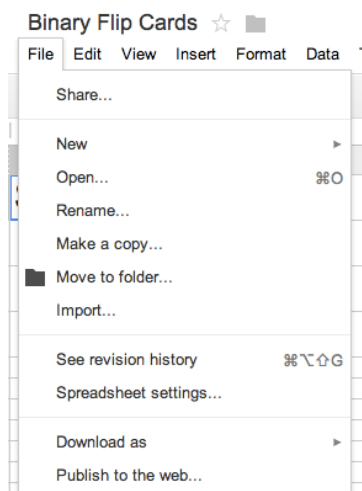 Binary Flip Cards
File Edit View Insert Format Data
Share...
New
Open... ⌘O
Rename...
Make a copy...
Move to folder...
Import...
See revision history ⌘⌥⇧G
Spreadsheet settings...
Download as
Publish to the web...